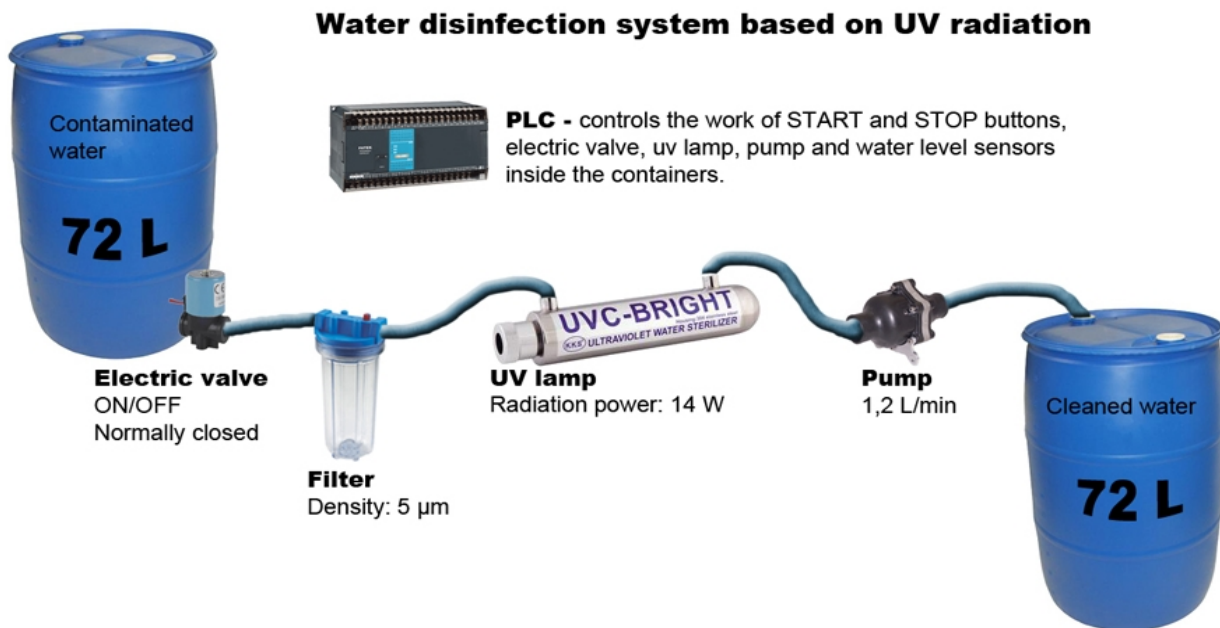 Water disinfection system based on UV radiation
Contaminated
water
72 L
PLC - controls the work of START and STOP buttons,
electric valve, uv lamp, pump and water level sensors
inside the containers.
Electric valve
ON/OFF
Normally closed
Filter
Density: 5 µm
UVC-BRIGHT
KKS ULTRAVIOLET WATER STERILIZER
UV lamp
Radiation power: 14 W
Pump
1,2 L/min
Cleaned water
72 L